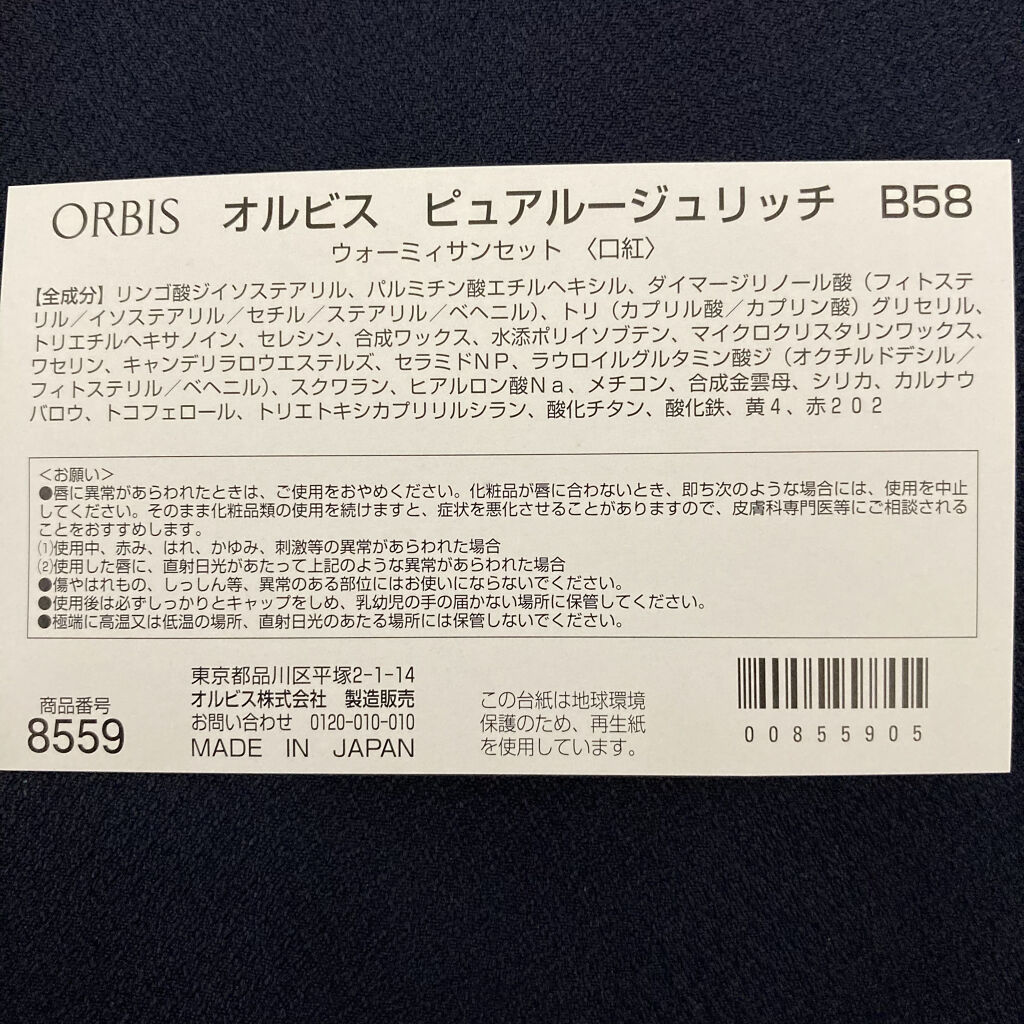 ORBIS オルビス ピュアルージュリッチ B58
ウォーミィサンセット 〈口紅〉
【全成分】リンゴ酸ジイソステアリル、パルミチン酸エチルヘキシル、ダイマージリノール酸（フィトステ
リル／イソステアリル／セチル／ステアリル／ベヘニル）、トリ（カプリル酸／カプリン酸）グリセリル、
トリエチルヘキサノイン、セレシン、合成ワックス、水添ポリイソブテン、マイクロクリスタリンワックス、
ワセリン、キャンデリラロウエステルズ、セラミドNP、ラウロイルグルタミン酸ジ（オクチルドデシル／
フィトステリル／ベヘニル）、スクワラン、ヒアルロン酸Na、メチコン、合成金雲母、シリカ、カルナウ
バロウ、トコフェロール、トリエトキシカプリリルシラン、酸化チタン、酸化鉄、黄4、赤202
＜お願い＞
●唇に異常があらわれたときは、ご使用をおやめください。化粧品が唇に合わないとき、即ち次のような場合には、使用を中止
してください。そのまま化粧品類の使用を続けますと、症状を悪化させることがありますので、皮膚科専門医等にご相談される
ことをおすすめします。
⑴使用中、赤み、はれ、かゆみ、刺激等の異常があらわれた場合
⑵使用した唇に、直射日光があたって上記のような異常があらわれた場合
●傷やはれもの、しっしん等、異常のある部位にはお使いにならないでください。
●使用後は必ずしっかりとキャップをしめ、乳幼児の手の届かない場所に保管してください。
●極端に高温又は低温の場所、直射日光のあたる場所には保管しないでください。
商品番号
8559
東京都品川区平塚2-1-14
オルビス株式会社 製造販売
お問い合わせ 0120-010-010
MADE IN JAPAN
この台紙は地球環境
保護のため、再生紙
を使用しています。
00855905